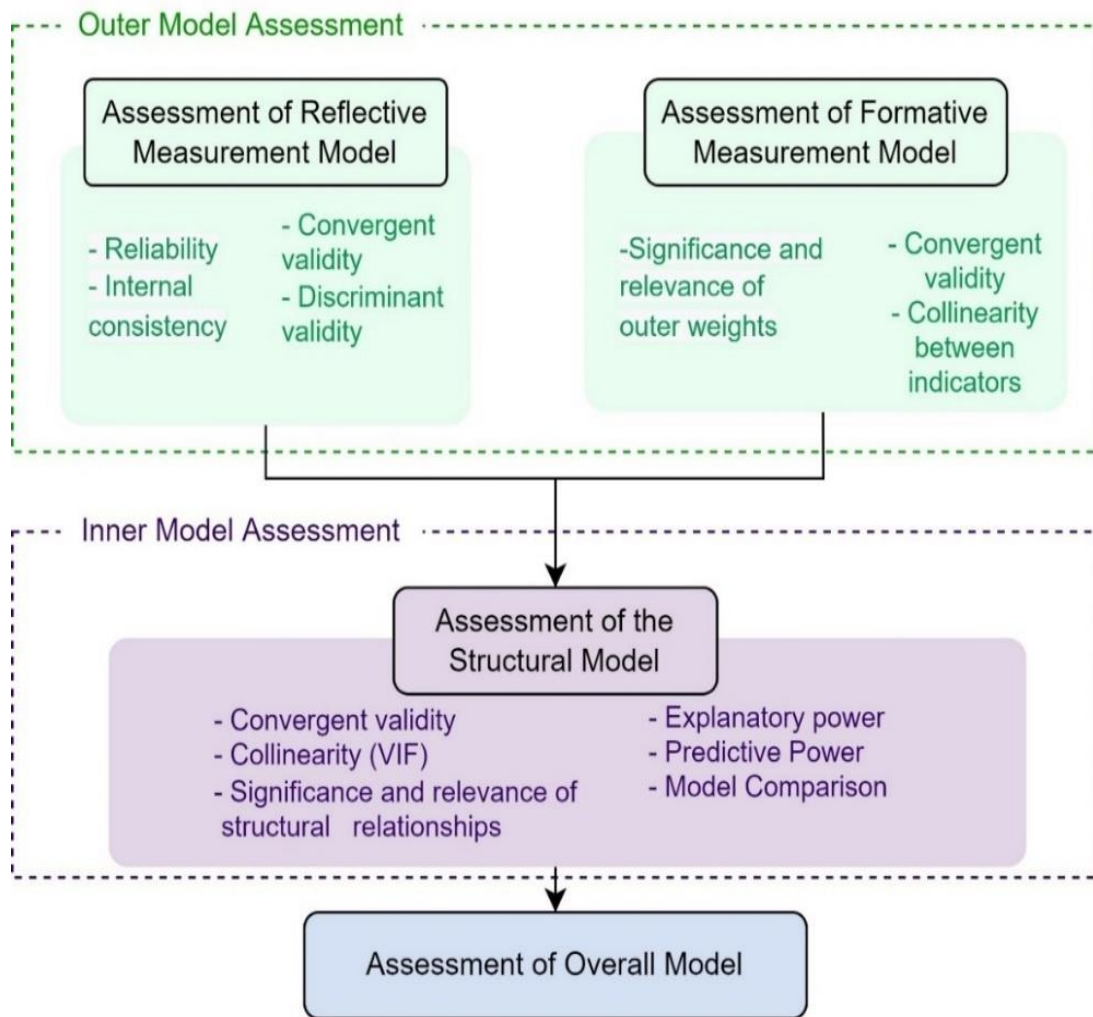 Outer Model Assessment
Assessment of Reflective
Measurement Model
- Reliability
- Internal
consistency
- Convergent
validity
- Discriminant
validity
Assessment of Formative
Measurement Model
-Significance and
relevance of
outer weights
- Convergent
validity
- Collinearity
between
indicators
Inner Model Assessment
Assessment of the
Structural Model
- Convergent validity
- Collinearity (VIF)
- Significance and relevance of
structural relationships
- Explanatory power
- Predictive Power
- Model Comparison
Assessment of Overall Model